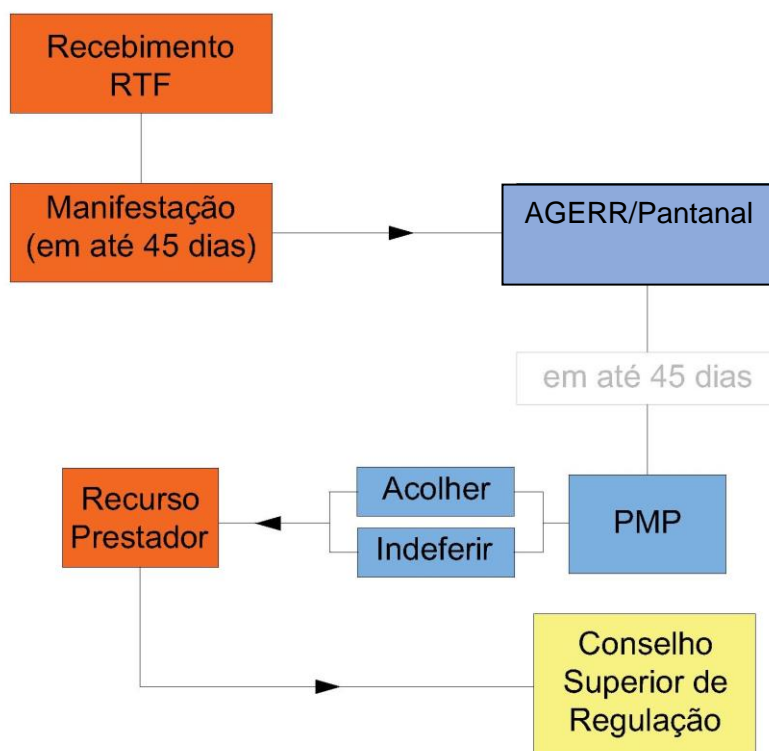 Recebimento
RTF
Manifestação
(em até 45 dias)
AGERR/Pantanal
em até 45 dias
Recurso
Prestador
Acolher
Indeferir
PMP
Conselho
Superior de
Regulação